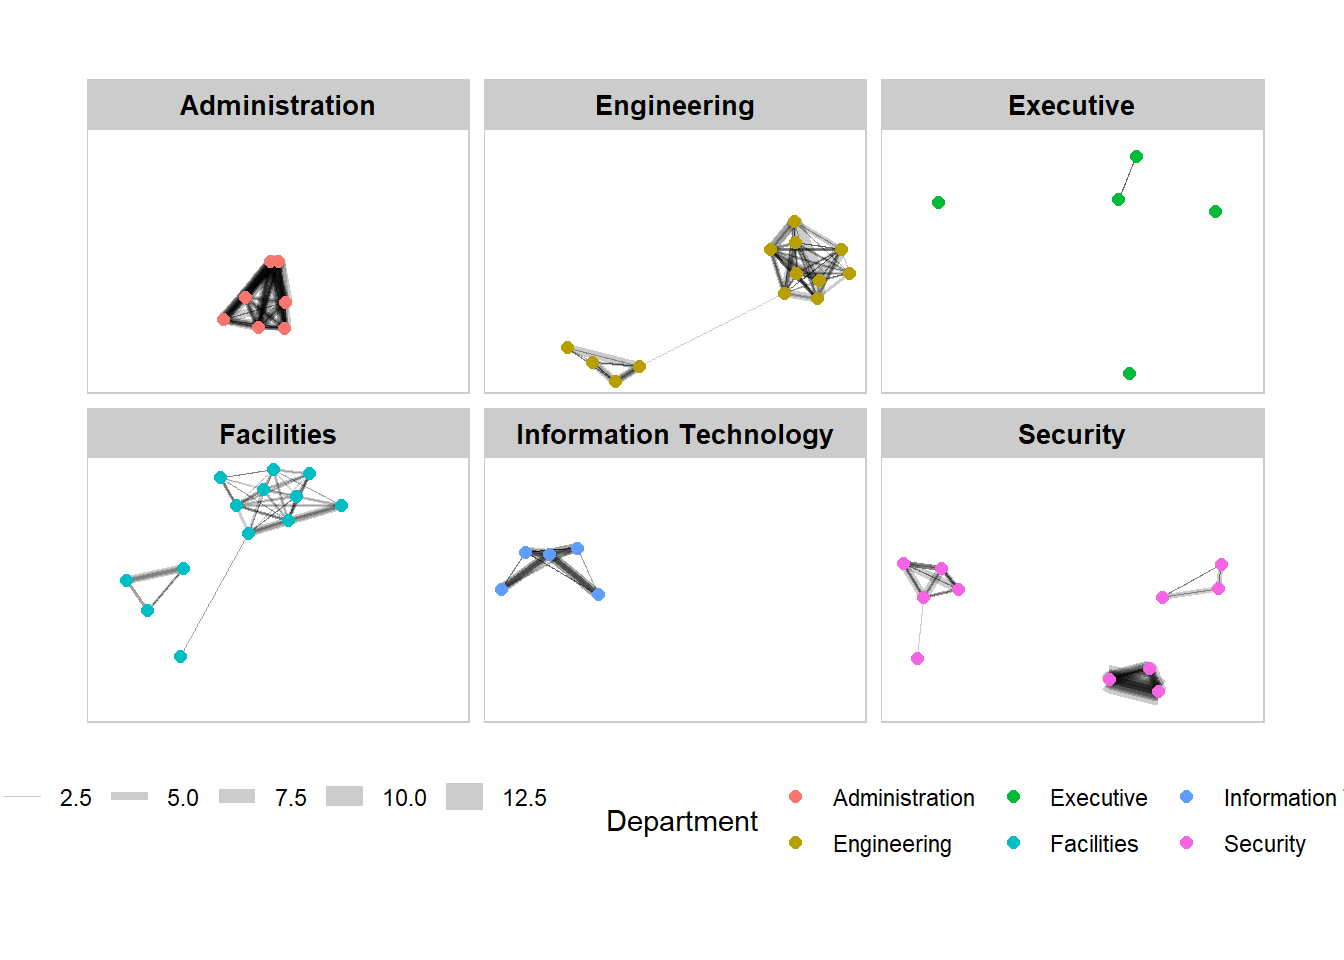 Administration
Engineering
Executive
Facilities
Information Technology
Security
2.5
5.0
7.5
10.0
12.5
Department
Administration
Executive
Information
Engineering
Facilities
Security